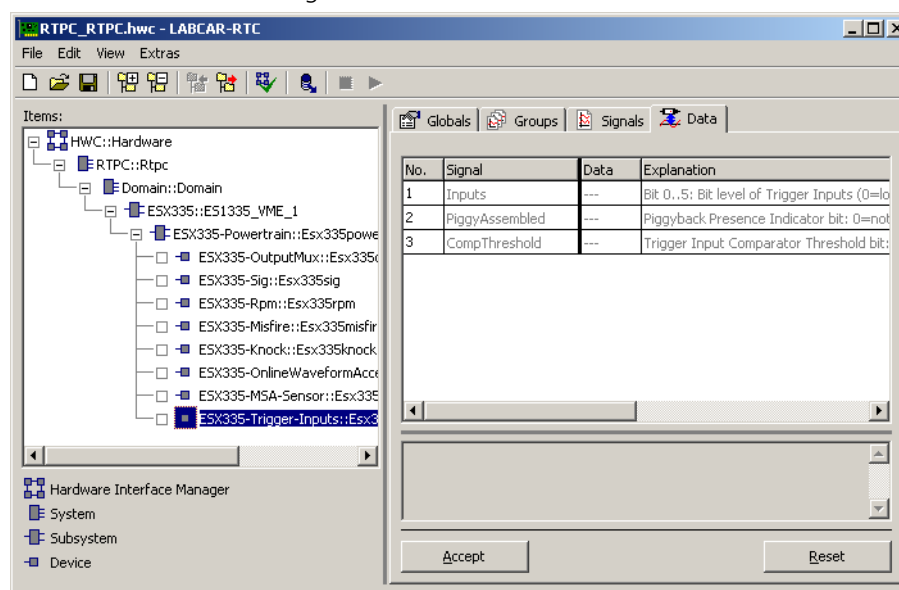 RTPC_RTPC.hwc - LABCAR-RTC
File Edit View Extras
Items:
HWC::Hardware
RTPC::Rtpc
Domain::Domain
ESX335::ES1335_VME_1
ESX335-Powertrain::Esx335powe
ESX335-OutputMux::Esx335
ESX335-Sig::Esx335sig
ESX335-Rpm::Esx335rpm
ESX335-Misfire::Esx335misfir
ESX335-Knock::Esx335knock
ESX335-OnlineWaveformAcce
ESX335-MSA-Sensor::Esx335
ESX335-Trigger-Inputs::Esx3
Hardware Interface Manager
System
Subsystem
Device
Globals Groups Signals Data
No. Signal Data Explanation
1 Inputs --- Bit 0..5: Bit level of Trigger Inputs (0=lo
2 PiggyAssembled --- Piggyback Presence Indicator bit: 0=not
3 CompThreshold --- Trigger Input Comparator Threshold bit:
Accept Reset